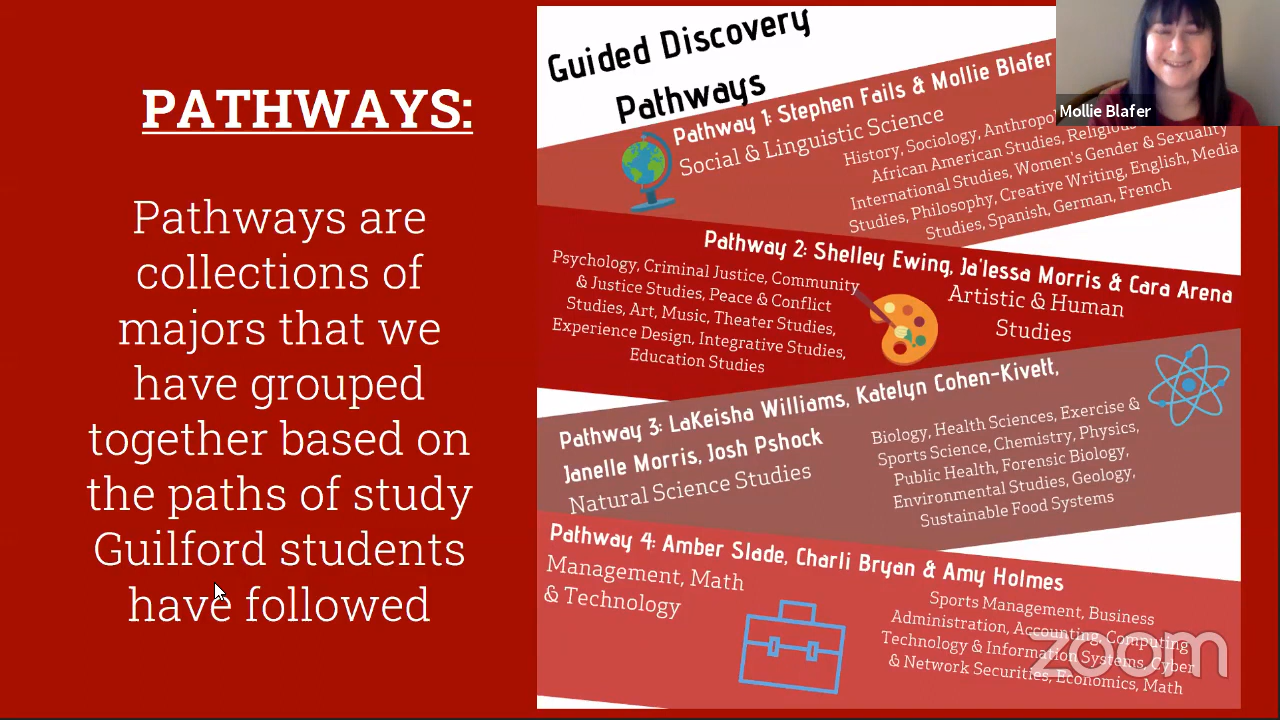 PATHWAYS:
Pathways are
collections of
majors that we
have grouped
together based on
the paths of study
Guilford students
have followed
Guided Discovery
Pathways
Pathway 1: Stephen Fails & Mollie Blafer
Social & Linguistic Science
History, Sociology,
African American Studies,
International Studies, Women's Gender & Sexuality
Studies, Philosophy, Creative Writing, English, Media
Studies, Spanish, German, French
Mollie Blafer
Pathway 2: Shelley Ewing, Ja'lessa Morris & Cara Arena
Artistic & Human
Studies
Psychology, Criminal Justice, Community
& Justice Studies, Peace & Conflict
Studies, Art, Music, Theater Studies,
Experience Design, Integrative Studies,
Education Studies
Pathway 3: LaKeisha Williams, Katelyn Cohen-Kivett,
Janelle Morris, Josh Pshock
Natural Science Studies
Biology, Health Sciences, Exercise &
Sports Science, Chemistry, Physics,
Public Health, Forensic Biology,
Environmental Studies, Geology,
Sustainable Food Systems
Pathway 4: Amber Slade, Charli Bryan & Amy Holmes
Management, Math
& Technology
Sports Management, Business
Administration, Accounting, Computing
Technology & Information Systems, Cyber
& Network Securities, Economics, Math
zoom